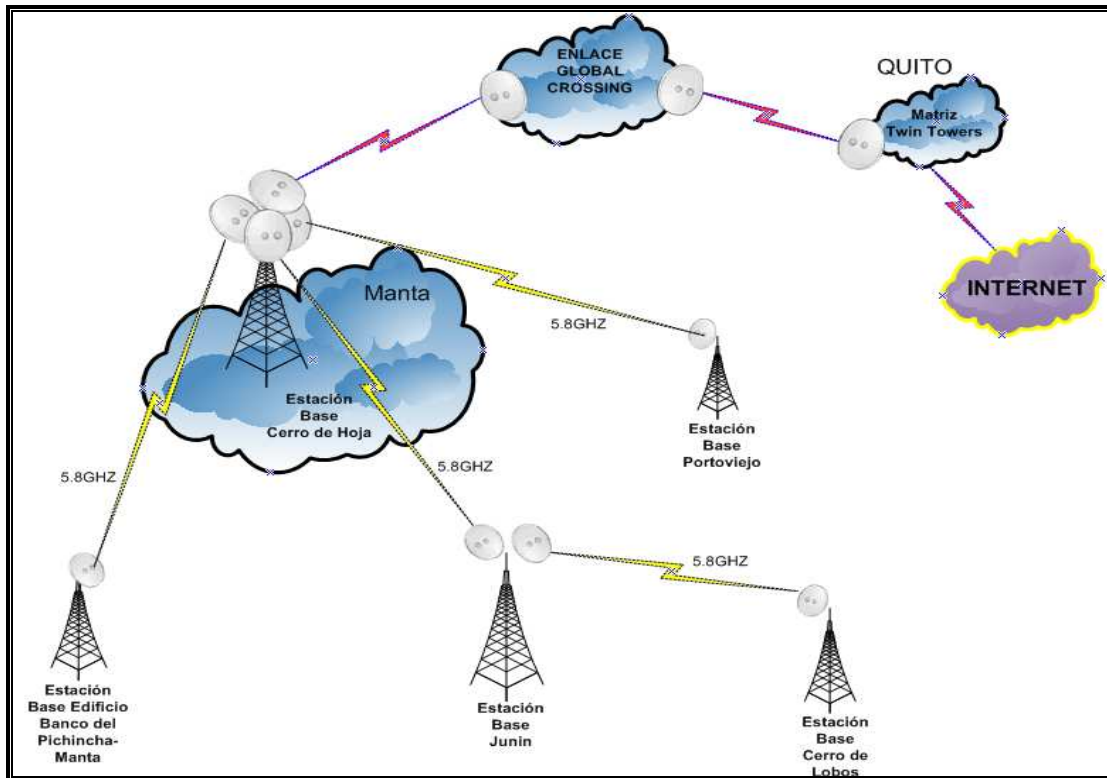 ENLACE
GLOBAL
CROSSING
QUITO
Matriz
Twin Towers
INTERNET
Manta
Estación
Base
Cerro de Hoja
5.8GHZ
Estación
Base
Portoviejo
5.8GHZ
5.8GHZ
5.8GHZ
Estación
Base Edificio
Banco del
Pichincha-
Manta
Estación
Base
Junin
Estación
Base
Cerro de
Lobos